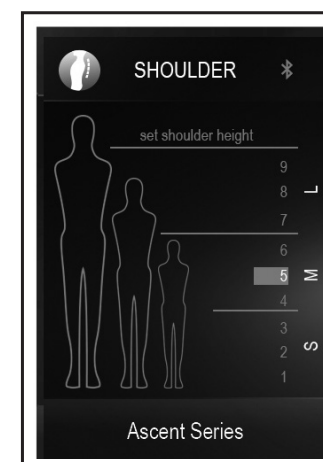 SHOULDER
set shoulder height
9
8 L
7
6
5 M
4
3
2 S
1
Ascent Series